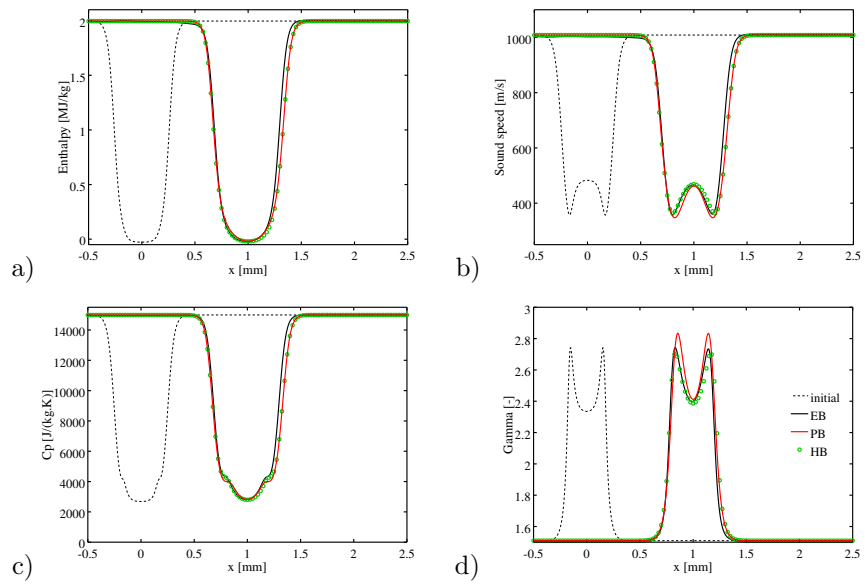 2
1
0.5
0
Enthalpy [MJ/kg]
-0.5 0 0.5 1 1.5 2 2.5
x [mm]
a)
1000
800
600
400
Sound speed [m/s]
-0.5 0 0.5 1 1.5 2 2.5
x [mm]
b)
14000
12000
10000
8000
6000
4000
2000
0
Cp [J/(kg.K)]
-0.5 0 0.5 1 1.5 2 2.5
x [mm]
c)
3
2.8
2.6
2.4
2.2
2
1.8
1.6
Gamma [-]
initial
EB
PB
HB
-0.5 0 0.5 1 1.5 2 2.5
x [mm]
d)